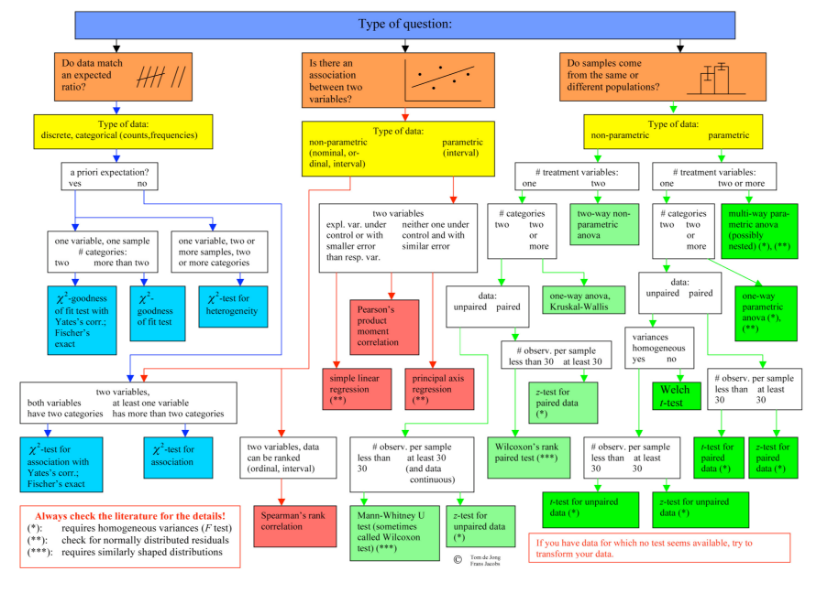 Type of question:
Do data match
an expected
ratio?
Is there an
association
between two
variables?
Do samples come
from the same or
different populations?
Type of data:
discrete, categorical (counts,frequencies)
Type of data:
non-parametric parametric
(nominal, or- (interval)
dinal, interval)
Type of data:
non-parametric parametric
a priori expectation?
yes no
# treatment variables:
one two
# treatment variables:
one two or more
one variable, one sample
# categories:
two more than two
one variable, two or
more samples, two
or more categories
two variables
expl. var. under neither one under
control or with control and with
smaller error similar error
than resp. var.
# categories
two two
or
more
two-way non-
parametric
anova
# categories
two two
or
more
multi-way para-
metric anova
(possibly
nested) (*), (**)
χ²-goodness
of fit test with
Yates's corr.;
Fischer's
exact
χ²-
goodness
of fit test
χ²-test for
heterogeneity
Pearson's
product
moment
correlation
data:
unpaired paired
one-way anova,
Kruskal-Wallis
data:
unpaired paired
one-way
parametric
anova (*),
(**)
simple linear
regression
(**)
principal axis
regression
(**)
# observ. per sample
less than 30 at least 30
variances
homogeneous
yes no
two variables,
both variables at least one variable
have two categories has more than two categories
z-test for
paired data
(*)
Welch
t-test
# observ. per sample
less than at least
30 30
χ²-test for
association with
Yates's corr.;
Fischer's exact
χ²-test for
association
two variables, data
can be ranked
(ordinal, interval)
# observ. per sample
less than at least 30
30 (and data
continuous)
Wilcoxon's rank
paired test (***)
# observ. per sample
less than at least
30 30
t-test for
paired
data (*)
z-test for
paired
data (*)
Spearman's rank
correlation
Mann-Whitney U
test (sometimes
called Wilcoxon
test) (***)
z-test for
unpaired data
(*)
t-test for unpaired
data (*)
z-test for unpaired
data (*)
Always check the literature for the details!
(*): requires homogeneous variances (F test)
(**): check for normally distributed residuals
(***): requires similarly shaped distributions
© Tom de Jong
Frans Jacobs
If you have data for which no test seems available, try to
transform your data.